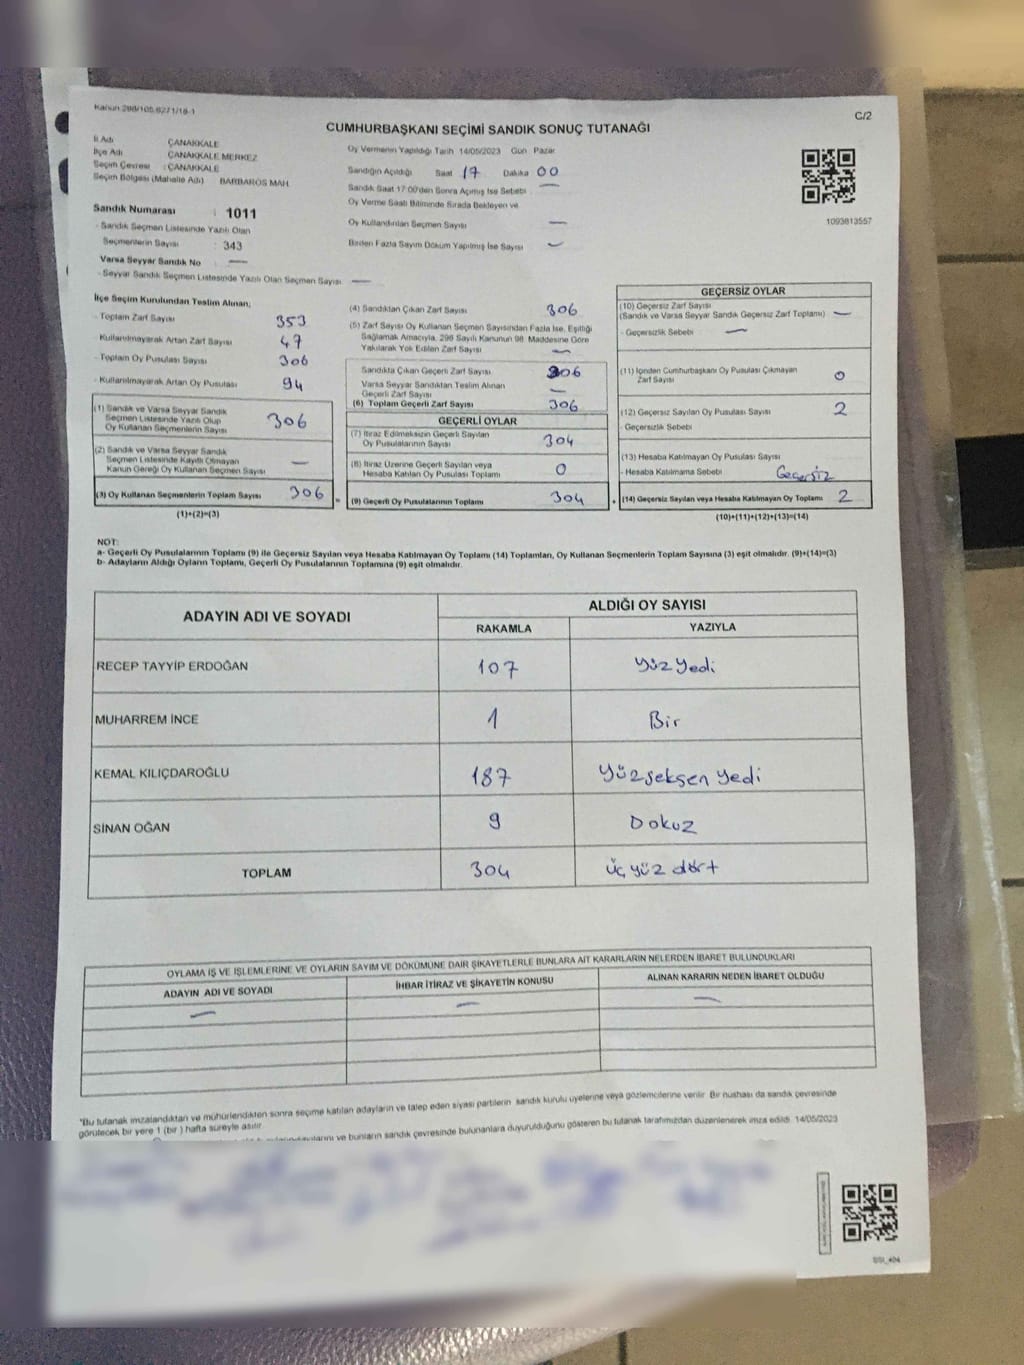 Kanun 298/105,6271/18-1
C/2
CUMHURBAŞKANI SEÇİMİ SANDIK SONUÇ TUTANAĞI
İl Adı ÇANAKKALE
İlçe Adı ÇANAKKALE MERKEZ
Seçim Çevresi : ÇANAKKALE
Seçim Bölgesi (Mahalle Adı) BARBAROS MAH.
Oy Vermenin Yapıldığı Tarih 14/05/2023 Gün Pazar
Sandığın Açıldığı Saat 17 Dakika 00
Sandık Saat 17:00'den Sonra Açımış İse Sebebi —
Oy Verme Saati Bitiminde Sırada Bekleyen ve
Oy Kullandırılan Seçmen Sayısı —
Birden Fazla Sayım Döküm Yapılmış İse Sayısı —
1093813557
Sandık Numarası : 1011
- Sandık Seçmen Listesinde Yazılı Olan
Seçmenlerin Sayısı : 343
Varsa Seyyar Sandık No —
- Seyyar Sandık Seçmen Listesinde Yazılı Olan Seçmen Sayısı —
İlçe Seçim Kurulundan Teslim Alınan;
- Toplam Zarf Sayısı 353
Kullanılmayarak Artan Zarf Sayısı 47
- Toplam Oy Pusulası Sayısı 306
- Kullanılmayarak Artan Oy Pusulası 94
(1) Sandık ve Varsa Seyyar Sandık
Seçmen Listesinde Yazılı Olup
Oy Kullanan Seçmenlerin Sayısı 306
(2) Sandık ve Varsa Seyyar Sandık
Seçmen Listesinde Kayıtlı Olmayan
Kanun Gereği Oy Kullanan Seçmen Sayısı —
(3) Oy Kullanan Seçmenlerin Toplam Sayısı 306
(1)+(2)=(3)
(4) Sandıktan Çıkan Zarf Sayısı 306
(5) Zarf Sayısı Oy Kullanan Seçmen Sayısından Fazla İse, Eşitliği
Sağlamak Amacıyla, 298 Sayılı Kanunun 98. Maddesine Göre
Yakılarak Yok Edilen Zarf Sayısı —
Sandıkta Çıkan Geçerli Zarf Sayısı 306
Varsa Seyyar Sandıktan Teslim Alınan
Geçerli Zarf Sayısı —
(6) Toplam Geçerli Zarf Sayısı 306
GEÇERLİ OYLAR
(7) İtiraz Edilmeksizin Geçerli Sayılan
Oy Pusulalarının Sayısı 304
(8) İtiraz Üzerine Geçerli Sayılan veya
Hesaba Katılan Oy Pusulası Toplamı 0
(9) Geçerli Oy Pusulalarının Toplamı 304
GEÇERSİZ OYLAR
(10) Geçersiz Zarf Sayısı
(Sandık ve Varsa Seyyar Sandık Geçersiz Zarf Toplamı) —
- Geçersizlik Sebebi —
(11) İçinden Cumhurbaşkanı Oy Pusulası Çıkmayan
Zarf Sayısı 0
(12) Geçersiz Sayılan Oy Pusulası Sayısı 2
- Geçersizlik Sebebi
(13) Hesaba Katılmayan Oy Pusulası Sayısı
- Hesaba Katılmama Sebebi Geçersiz
(14) Geçersiz Sayılan veya Hesaba Katılmayan Oy Toplamı 2
(10)+(11)+(12)+(13)=(14)
NOT:
a- Geçerli Oy Pusulalarının Toplamı (9) ile Geçersiz Sayılan veya Hesaba Katılmayan Oy Toplamı (14) Toplamları, Oy Kullanan Seçmenlerin Toplam Sayısına (3) eşit olmalıdır. (9)+(14)=(3)
b- Adayların Aldığı Oyların Toplamı, Geçerli Oy Pusulalarının Toplamına (9) eşit olmalıdır.
ADAYIN ADI VE SOYADI ALDIĞI OY SAYISI
RAKAMLA YAZIYLA
RECEP TAYYİP ERDOĞAN 107 Yüz Yedi
MUHARREM İNCE 1 Bir
KEMAL KILIÇDAROĞLU 187 Yüzseksen yedi
SİNAN OĞAN 9 Dokuz
TOPLAM 304 üç yüz dört
OYLAMA İŞ VE İŞLEMLERİNE VE OYLARIN SAYIM VE DÖKÜMÜNE DAİR ŞİKAYETLERLE BUNLARA AİT KARARLARIN NELERDEN İBARET BULUNDUKLARI
ADAYIN ADI VE SOYADI İHBAR İTİRAZ VE ŞİKAYETİN KONUSU ALINAN KARARIN NEDEN İBARET OLDUĞU
— — —
*Bu tutanak imzalandıktan ve mühürlendikten sonra seçime katılan adayların ve talep eden siyasi partilerin sandık kurulu üyelerine veya gözlemcilerine verilir. Bir nüshası da sandık çevresinde
görülecek bir yere 1 (bir ) hafta süreyle asılır.
ve bunların sandık çevresinde bulunanlara duyurulduğunu gösteren bu tutanak tarafımızdan düzenlenerek imza edildi. 14/05/2023